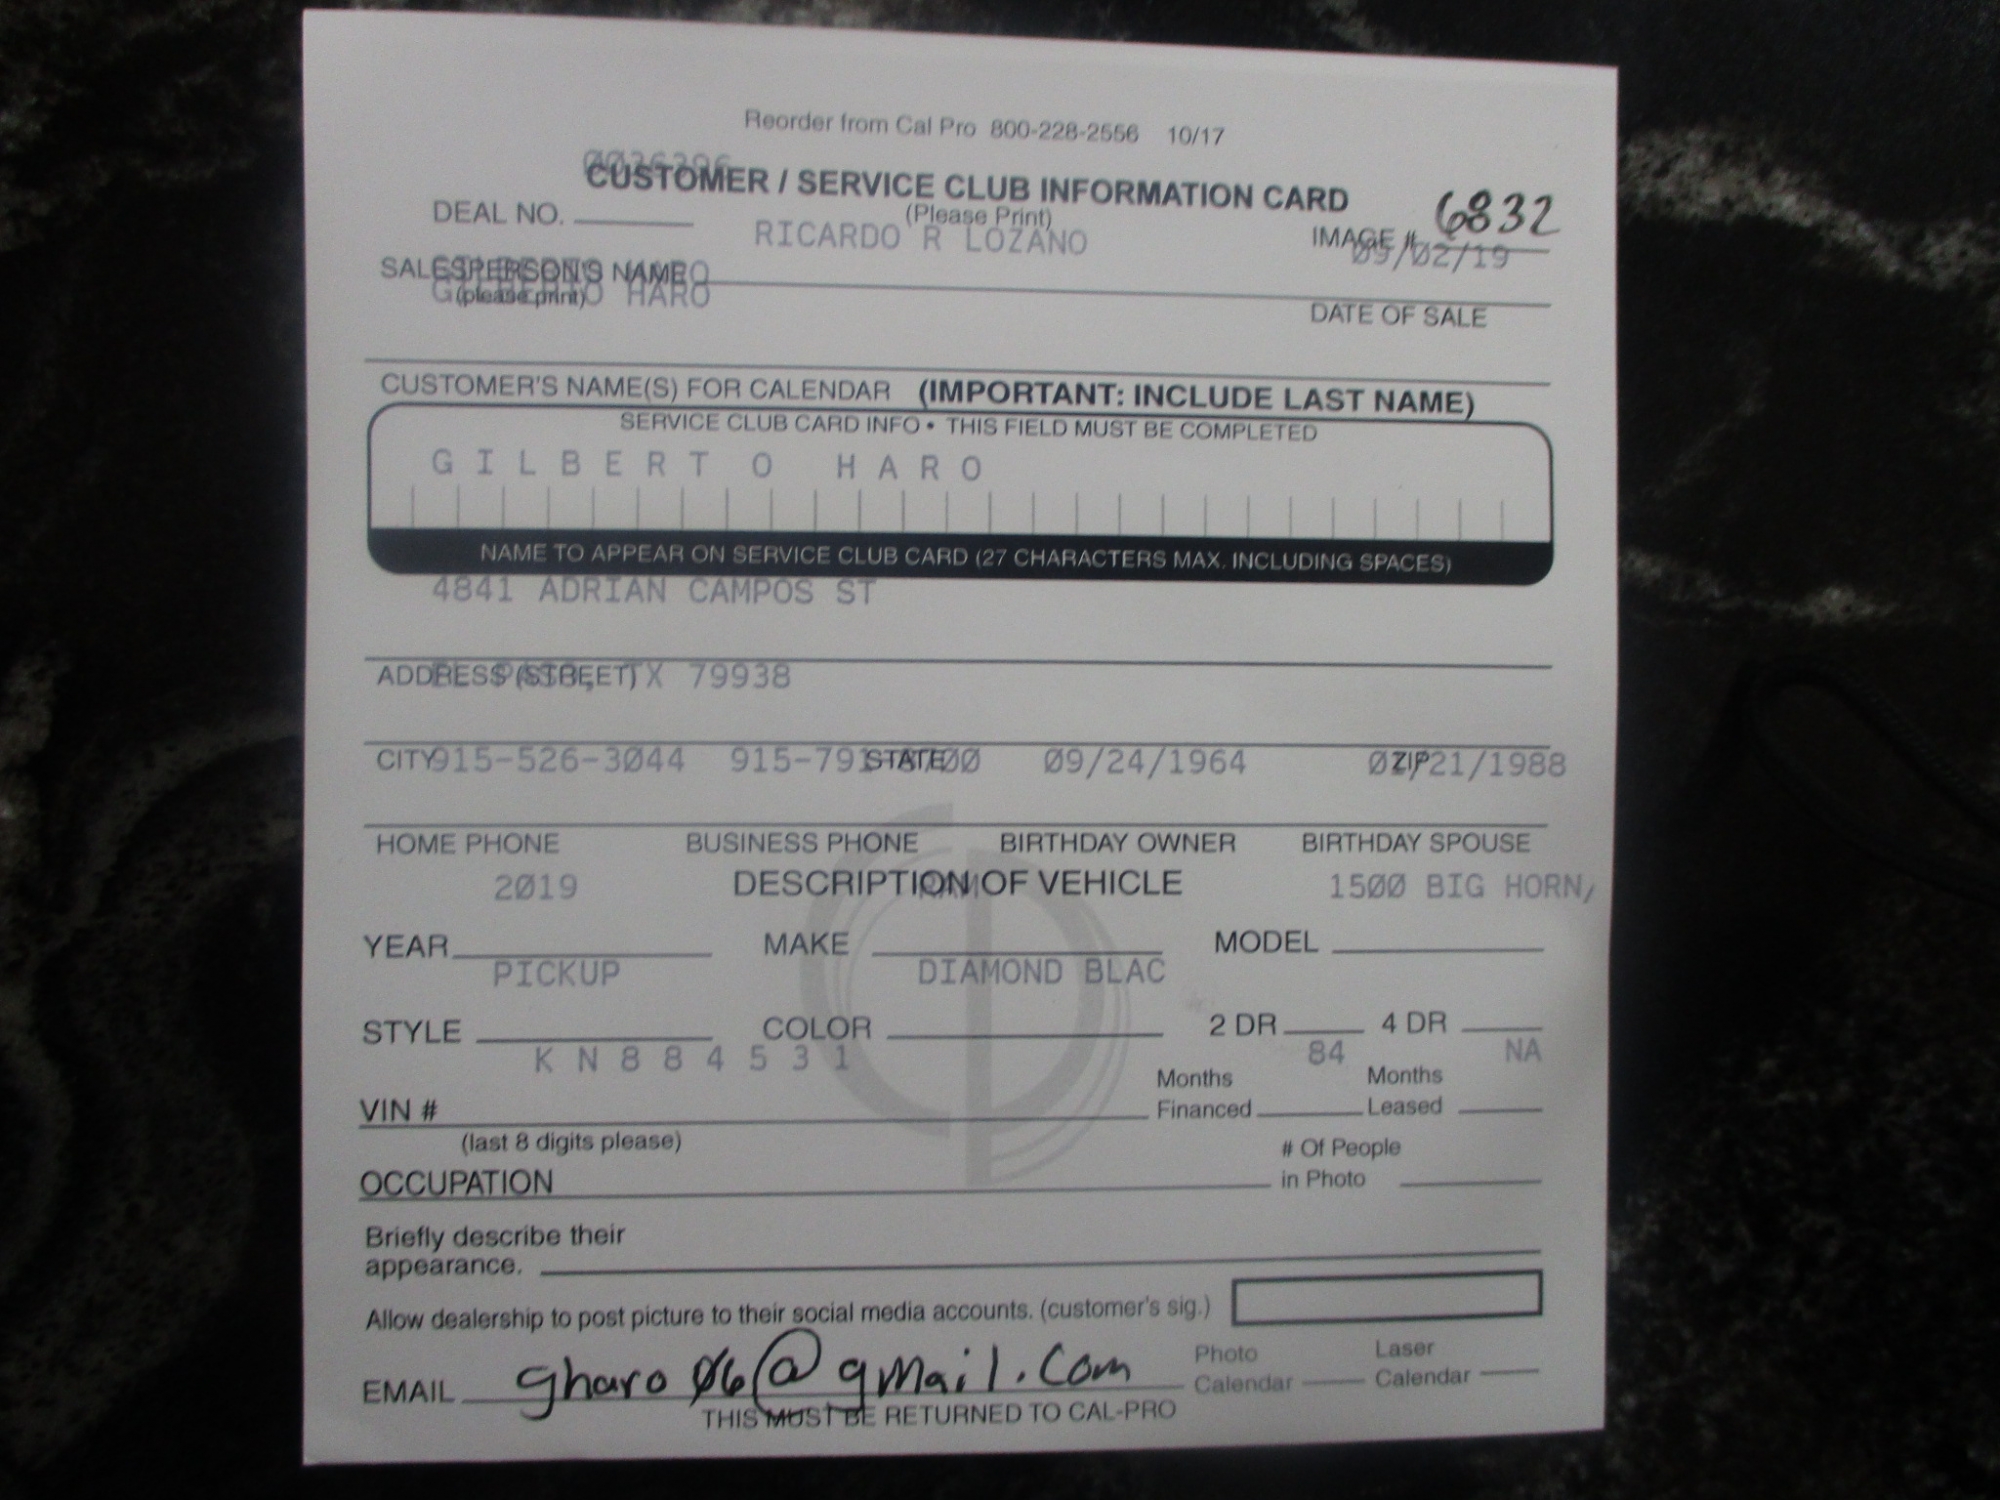 Reorder from Cal Pro 800-228-2556 10/17
0036396
CUSTOMER / SERVICE CLUB INFORMATION CARD
(Please Print)
DEAL NO.
RICARDO R LOZANO
IMAGE # 6832
09/02/19
SALESPERSON'S NAME
(please print)
GILBERTO HARO
DATE OF SALE
CUSTOMER'S NAME(S) FOR CALENDAR (IMPORTANT: INCLUDE LAST NAME)
SERVICE CLUB CARD INFO • THIS FIELD MUST BE COMPLETED
G I L B E R T O H A R O
NAME TO APPEAR ON SERVICE CLUB CARD (27 CHARACTERS MAX. INCLUDING SPACES)
4841 ADRIAN CAMPOS ST
ADDRESS (STREET)
TX 79938
CITY STATE ZIP
915-526-3044 09/24/1964
HOME PHONE BUSINESS PHONE BIRTHDAY OWNER BIRTHDAY SPOUSE
DESCRIPTION OF VEHICLE
2019 RAM 1500 BIG HORN/
YEAR MAKE MODEL
PICKUP DIAMOND BLAC
STYLE COLOR 2 DR 4 DR
K N 8 8 4 5 3 1 84 NA
VIN # Months Financed Months Leased
(last 8 digits please)
OCCUPATION # Of People in Photo
Briefly describe their
appearance.
Allow dealership to post picture to their social media accounts. (customer's sig.)
EMAIL gharo06@gmail.com Photo Calendar Laser Calendar
THIS MUST BE RETURNED TO CAL-PRO